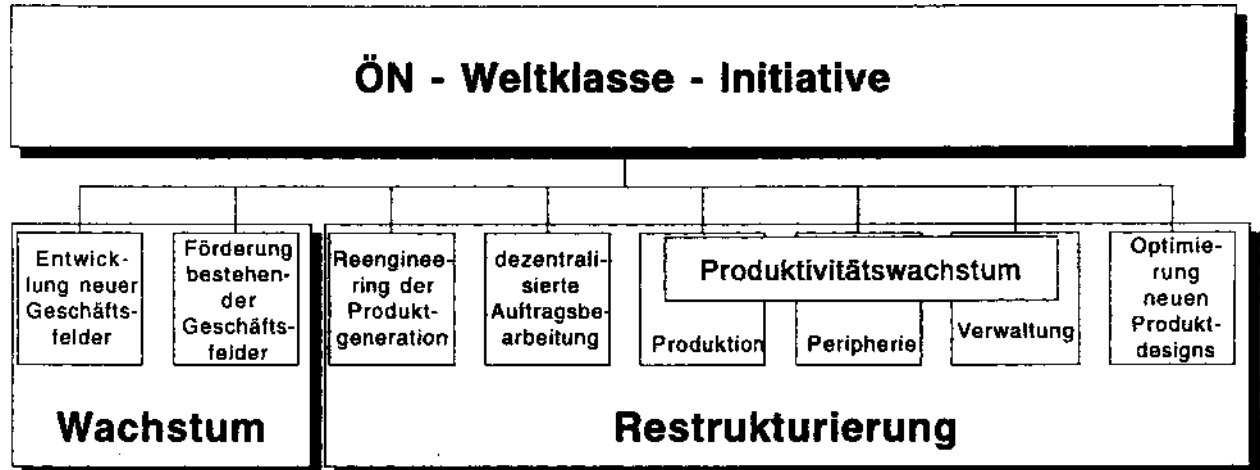 ÖN - Weltklasse - Initiative
Entwick-
lung neuer
Geschäfts-
felder
Förderung
bestehen-
der
Geschäfts-
felder
Reenginee-
ring der
Produkt-
generation
dezentrali-
sierte
Auftragsbe-
arbeitung
Produktivitätswachstum
Produktion
Peripherie
Verwaltung
Optimie-
rung
neuen
Produkt-
designs
Wachstum
Restrukturierung